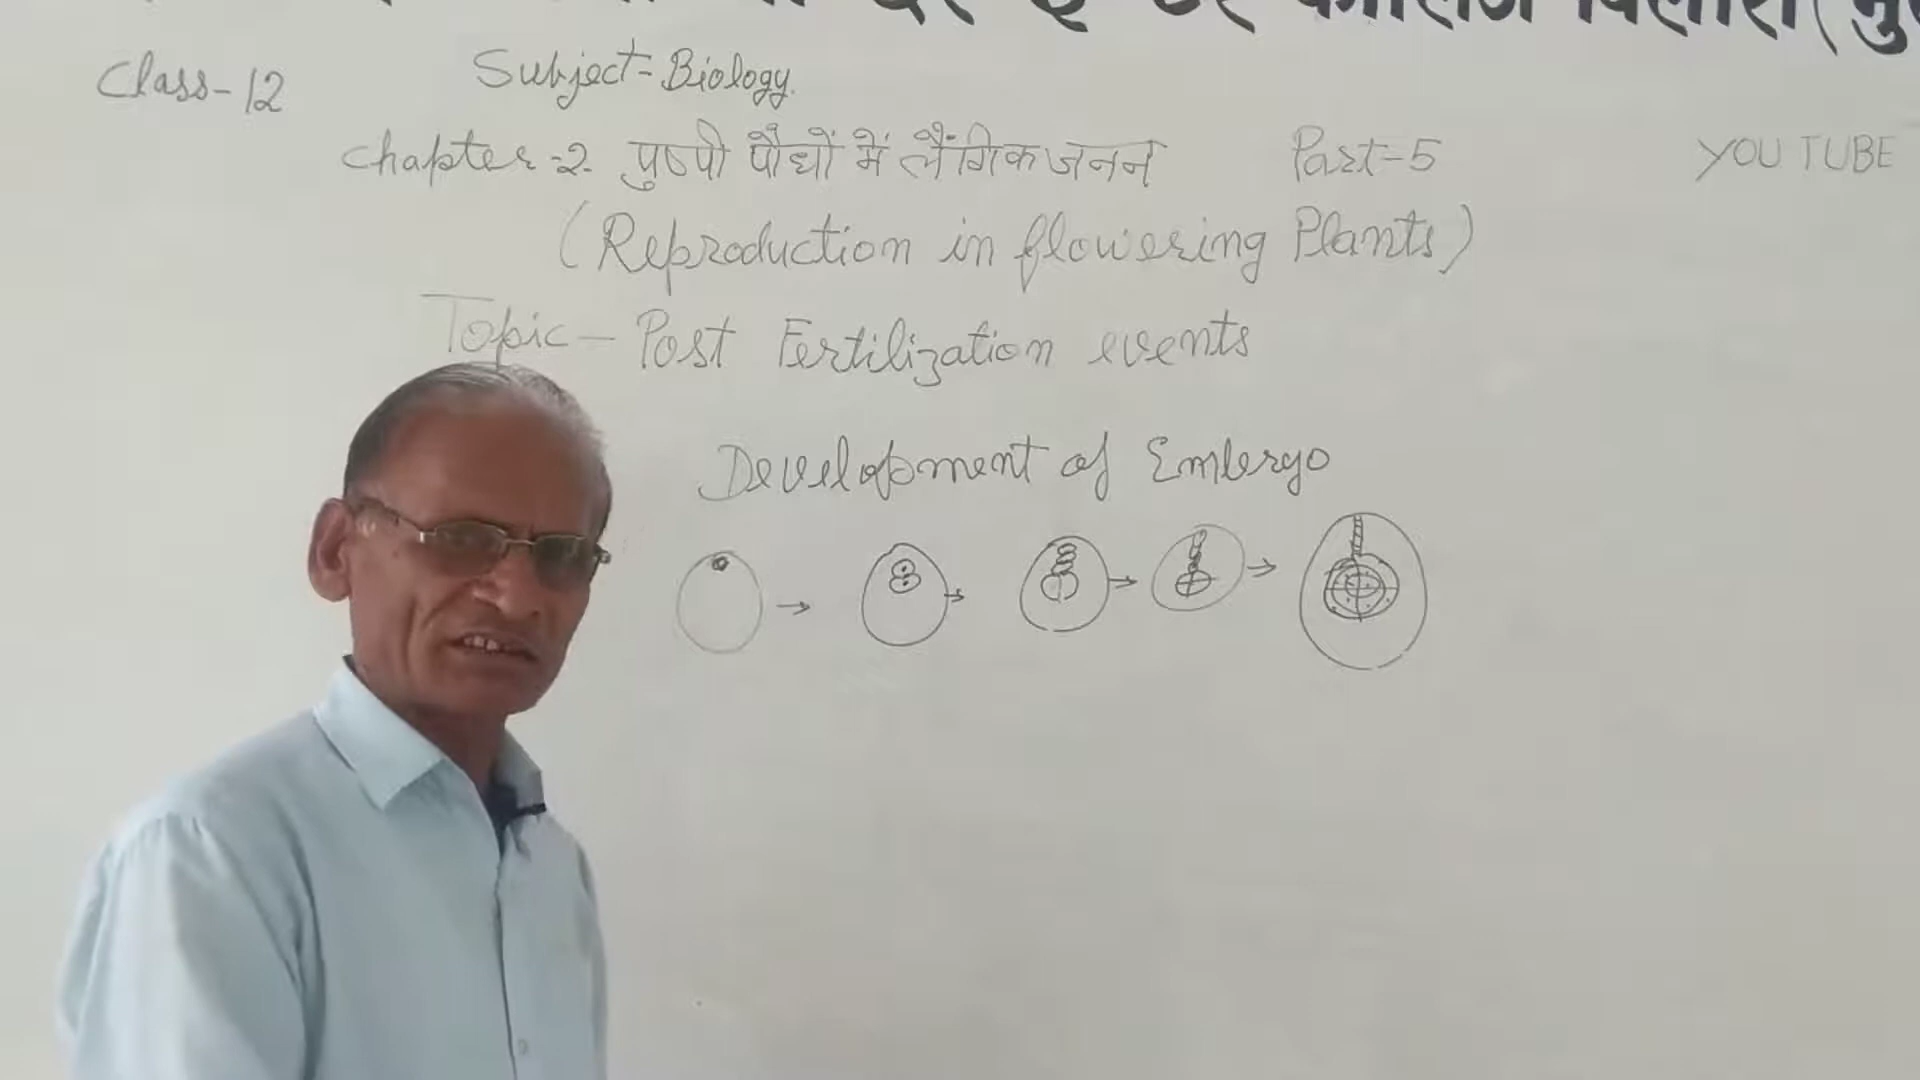 कालिज बिलारी (मु
Class-12 Subject-Biology.
Chapter-2. पुष्पी पौधों में लैंगिक जनन Part-5 YOU TUBE
(Reproduction in flowering Plants)
Topic - Post Fertilization events
Development of Embergo